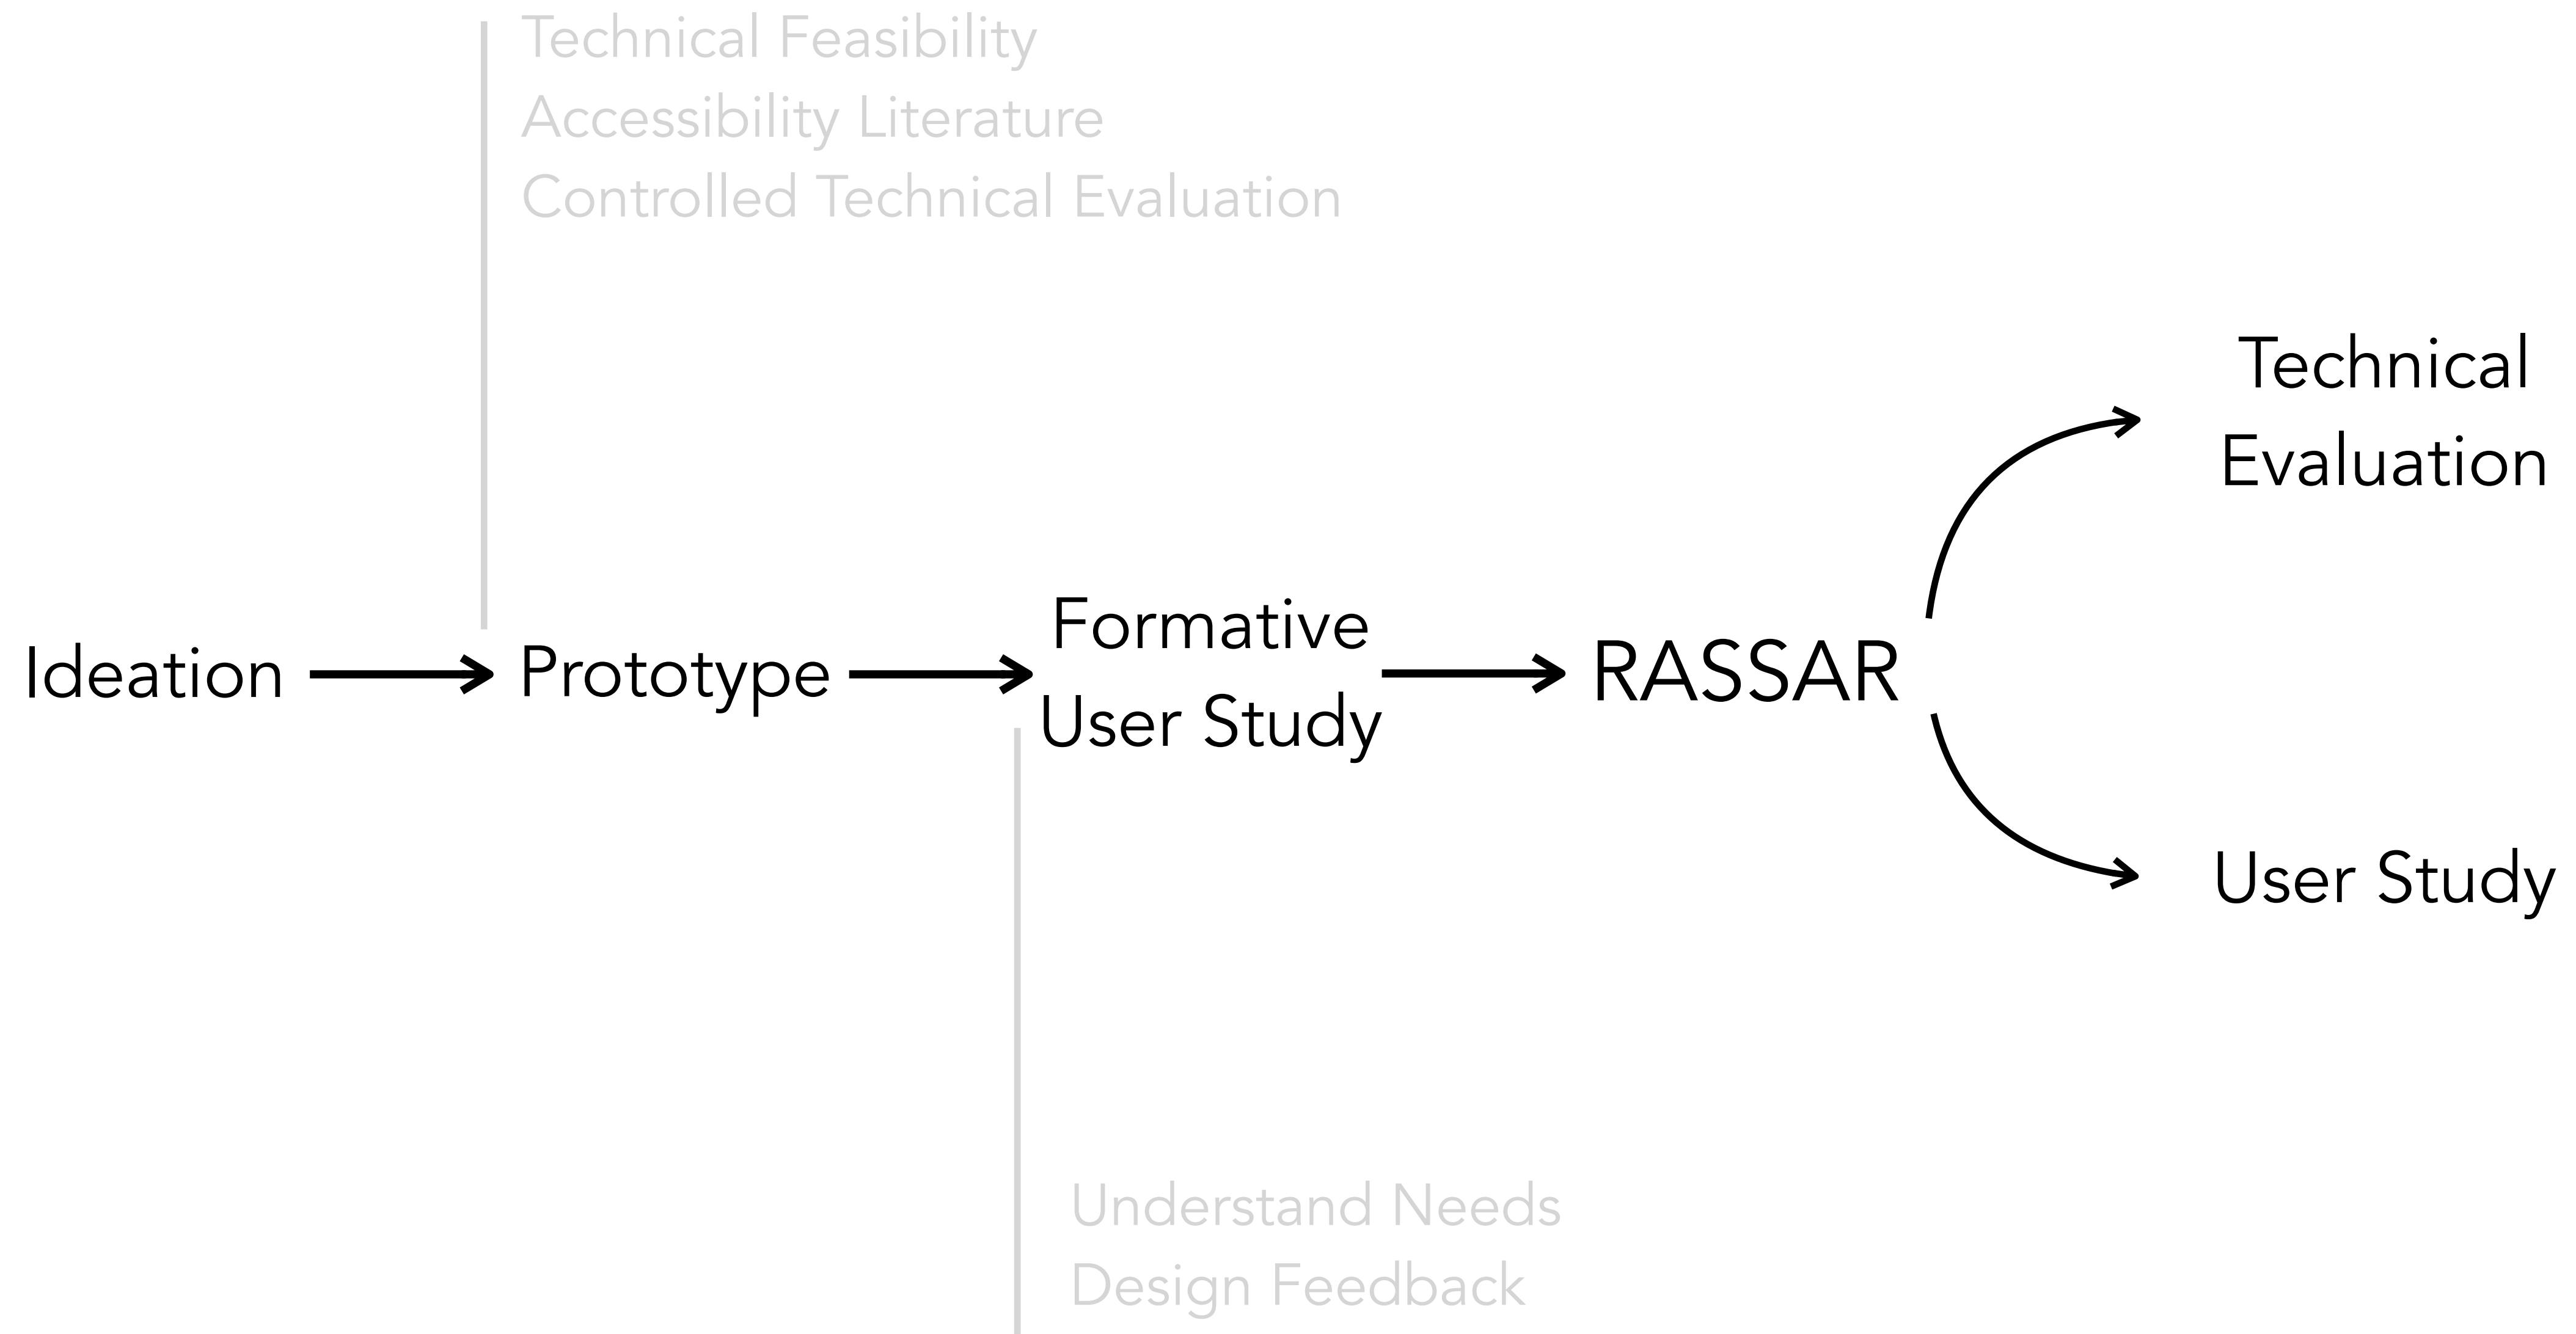 Technical Feasibility
Accessibility Literature
Controlled Technical Evaluation
Ideation
Prototype
Formative
User Study
RASSAR
Technical
Evaluation
User Study
Understand Needs
Design Feedback